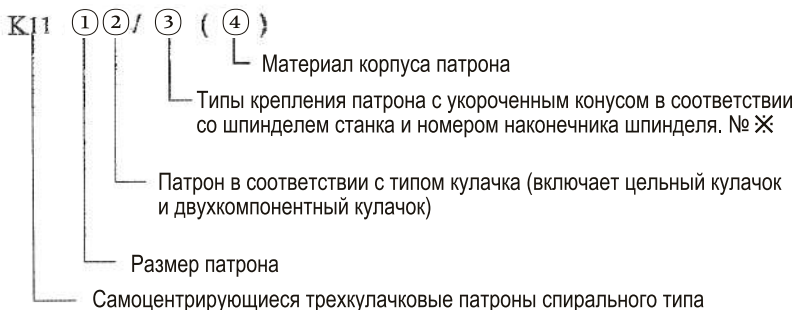 K11 ①②/ ③ ( ④ )
Материал корпуса патрона
Типы крепления патрона с укороченным конусом в соответствии
со шпинделем станка и номером наконечника шпинделя. № ※
Патрон в соответствии с типом кулачка (включает цельный кулачок
и двухкомпонентный кулачок)
Размер патрона
Самоцентрирующиеся трехкулачковые патроны спирального типа